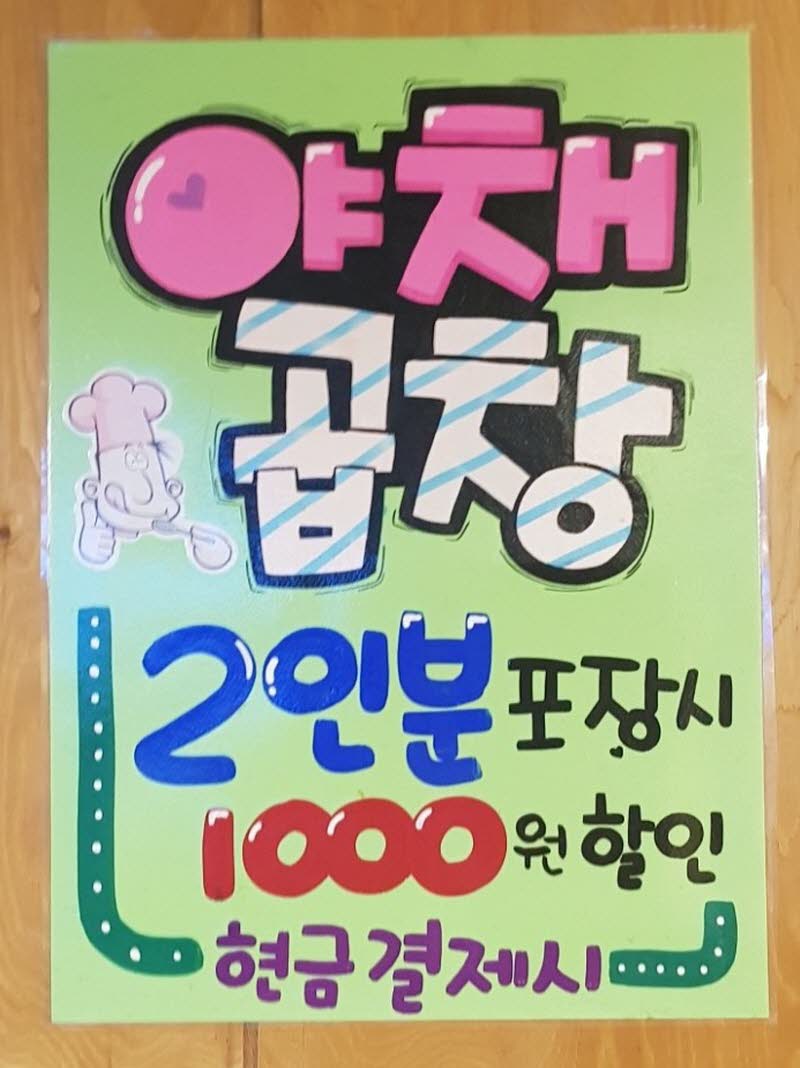 야채
곱창
2인분 포장시
1000원 할인
현금결제시